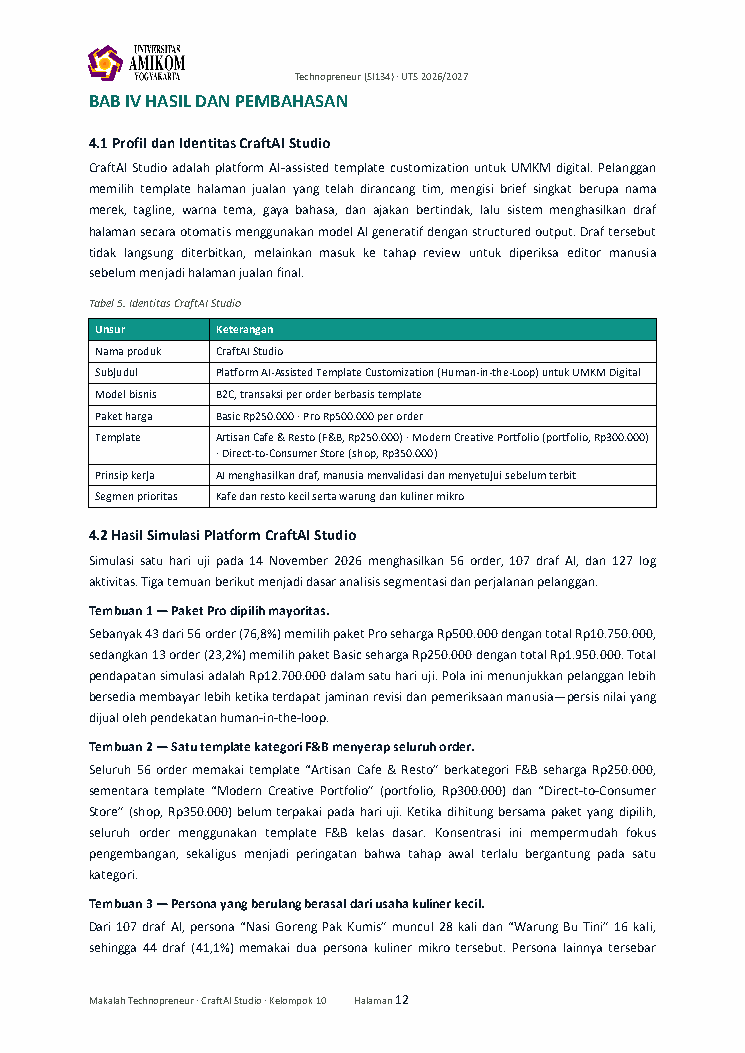 UNIVERSITAS
AMIKOM
YOGYAKARTA
Technopreneur (SI134) · UTS 2026/2027
BAB IV HASIL DAN PEMBAHASAN
4.1 Profil dan Identitas CraftAI Studio
CraftAI Studio adalah platform AI-assisted template customization untuk UMKM digital. Pelanggan
memilih template halaman jualan yang telah dirancang tim, mengisi brief singkat berupa nama
merek, tagline, warna tema, gaya bahasa, dan ajakan bertindak, lalu sistem menghasilkan draf
halaman secara otomatis menggunakan model AI generatif dengan structured output. Draf tersebut
tidak langsung diterbitkan, melainkan masuk ke tahap review untuk diperiksa editor manusia
sebelum menjadi halaman jualan final.
Tabel 5. Identitas CraftAI Studio
Unsur Keterangan
Nama produk CraftAI Studio
Subjudul Platform AI-Assisted Template Customization (Human-in-the-Loop) untuk UMKM Digital
Model bisnis B2C, transaksi per order berbasis template
Paket harga Basic Rp250.000 · Pro Rp500.000 per order
Template Artisan Cafe & Resto (F&B, Rp250.000) · Modern Creative Portfolio (portfolio, Rp300.000)
· Direct-to-Consumer Store (shop, Rp350.000)
Prinsip kerja AI menghasilkan draf, manusia menvalidasi dan menyetujui sebelum terbit
Segmen prioritas Kafe dan resto kecil serta warung dan kuliner mikro
4.2 Hasil Simulasi Platform CraftAI Studio
Simulasi satu hari uji pada 14 November 2026 menghasilkan 56 order, 107 draf AI, dan 127 log
aktivitas. Tiga temuan berikut menjadi dasar analisis segmentasi dan perjalanan pelanggan.
Tembuan 1 — Paket Pro dipilih mayoritas.
Sebanyak 43 dari 56 order (76,8%) memilih paket Pro seharga Rp500.000 dengan total Rp10.750.000,
sedangkan 13 order (23,2%) memilih paket Basic seharga Rp250.000 dengan total Rp1.950.000. Total
pendapatan simulasi adalah Rp12.700.000 dalam satu hari uji. Pola ini menunjukkan pelanggan lebih
bersedia membayar lebih ketika terdapat jaminan revisi dan pemeriksaan manusia—persis nilai yang
dijual oleh pendekatan human-in-the-loop.
Tembuan 2 — Satu template kategori F&B menyerap seluruh order.
Seluruh 56 order memakai template “Artisan Cafe & Resto” berkategori F&B seharga Rp250.000,
sementara template “Modern Creative Portfolio” (portfolio, Rp300.000) dan “Direct-to-Consumer
Store” (shop, Rp350.000) belum terpakai pada hari uji. Ketika dihitung bersama paket yang dipilih,
seluruh order menggunakan template F&B kelas dasar. Konsentrasi ini mempermudah fokus
pengembangan, sekaligus menjadi peringatan bahwa tahap awal terlalu bergantung pada satu
kategori.
Tembuan 3 — Persona yang berulang berasal dari usaha kuliner kecil.
Dari 107 draf AI, persona “Nasi Goreng Pak Kumis” muncul 28 kali dan “Warung Bu Tini” 16 kali,
sehingga 44 draf (41,1%) memakai dua persona kuliner mikro tersebut. Persona lainnya tersebar
Makalah Technopreneur · CraftAI Studio · Kelompok 10 Halaman 12